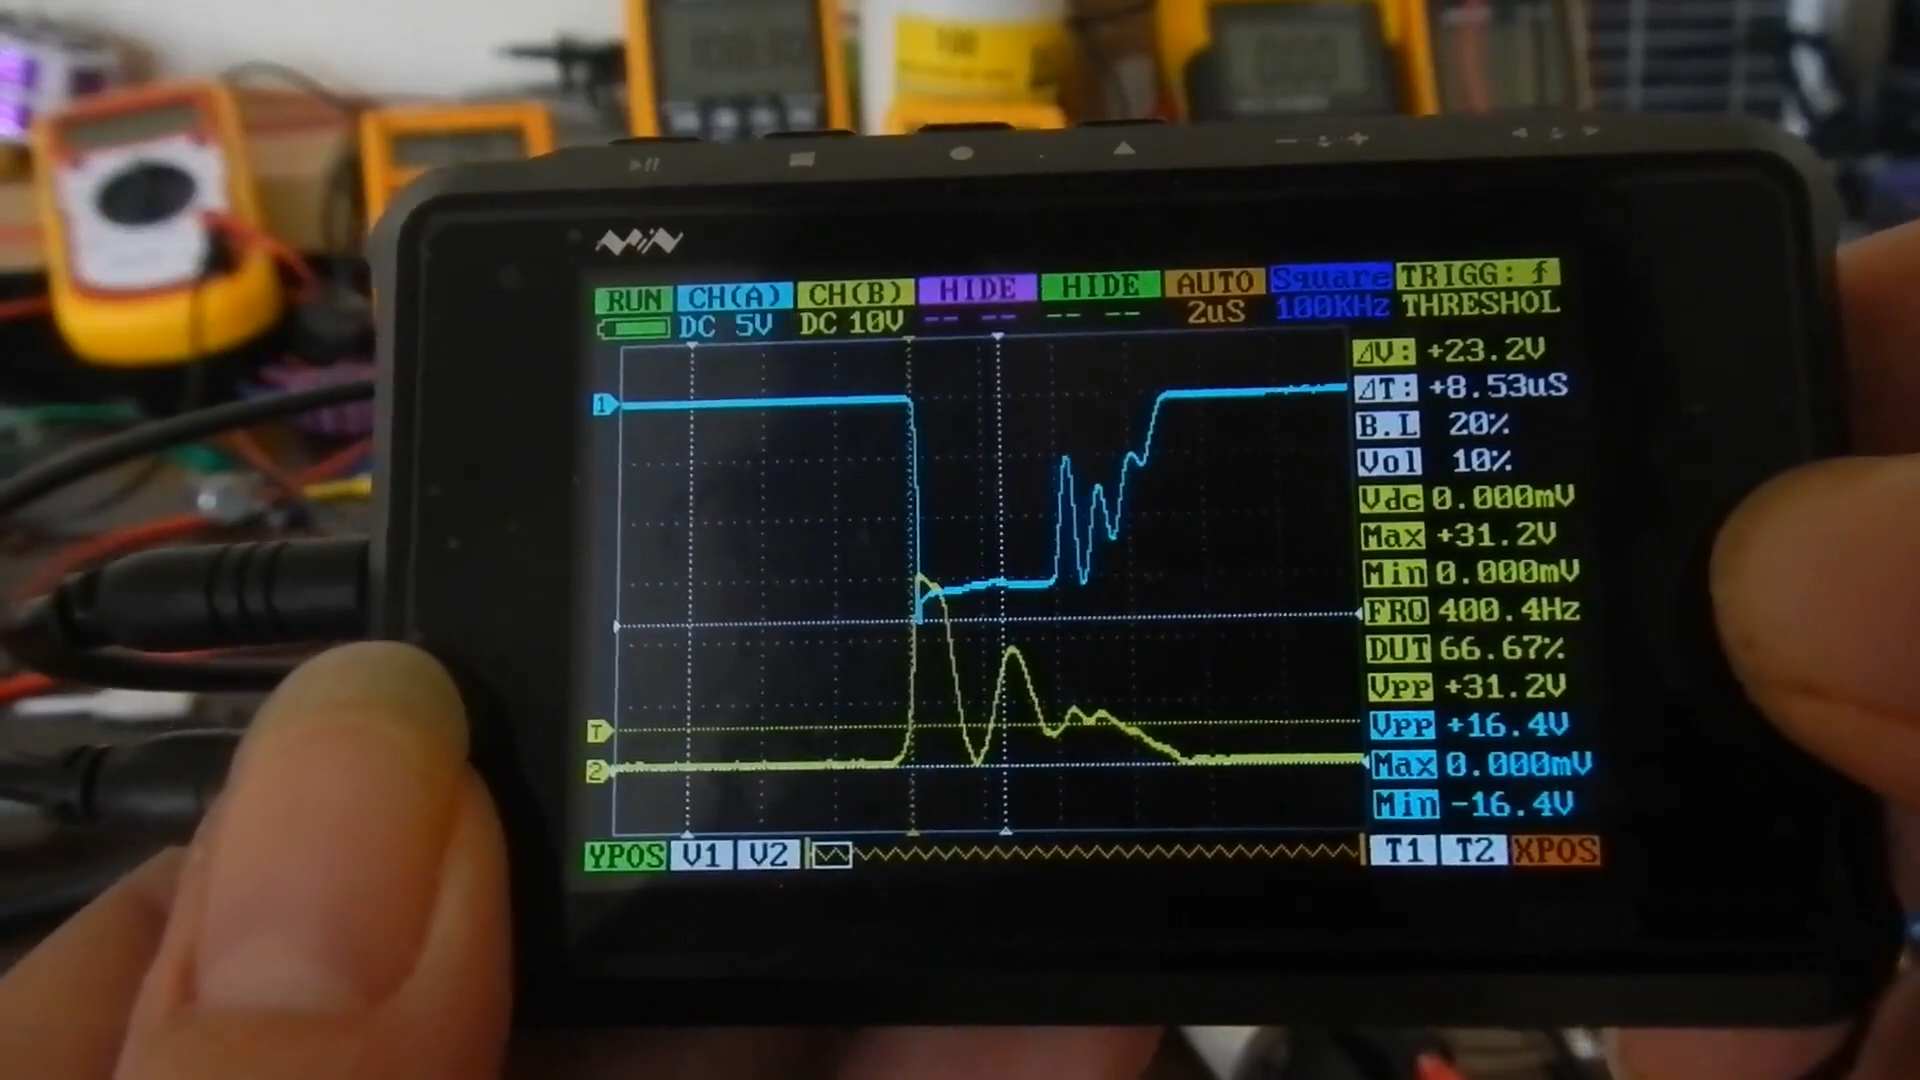 RUN CH(A) CH(B) HIDE HIDE AUTO Square TRIGG: ƒ
DC 5V DC 10V -- -- -- -- 2uS 100KHz THRESHOL
⊿V: +23.2V
1 ⊿T: +8.53uS
B.L 20%
Vol 10%
Vdc 0.000mV
Max +31.2V
Min 0.000mV
FRQ 400.4Hz
DUT 66.67%
Vpp +31.2V
T Vpp +16.4V
2 Max 0.000mV
Min -16.4V
YPOS V1 V2 T1 T2 XPOS